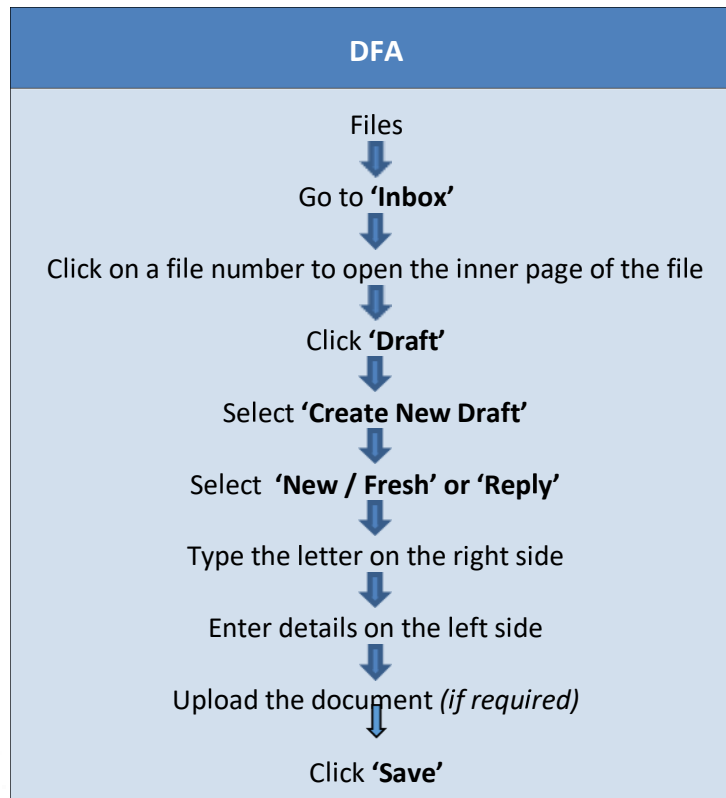 DFA
Files
Go to ‘Inbox’
Click on a file number to open the inner page of the file
Click ‘Draft’
Select ‘Create New Draft’
Select ‘New / Fresh’ or ‘Reply’
Type the letter on the right side
Enter details on the left side
Upload the document (if required)
Click ‘Save’